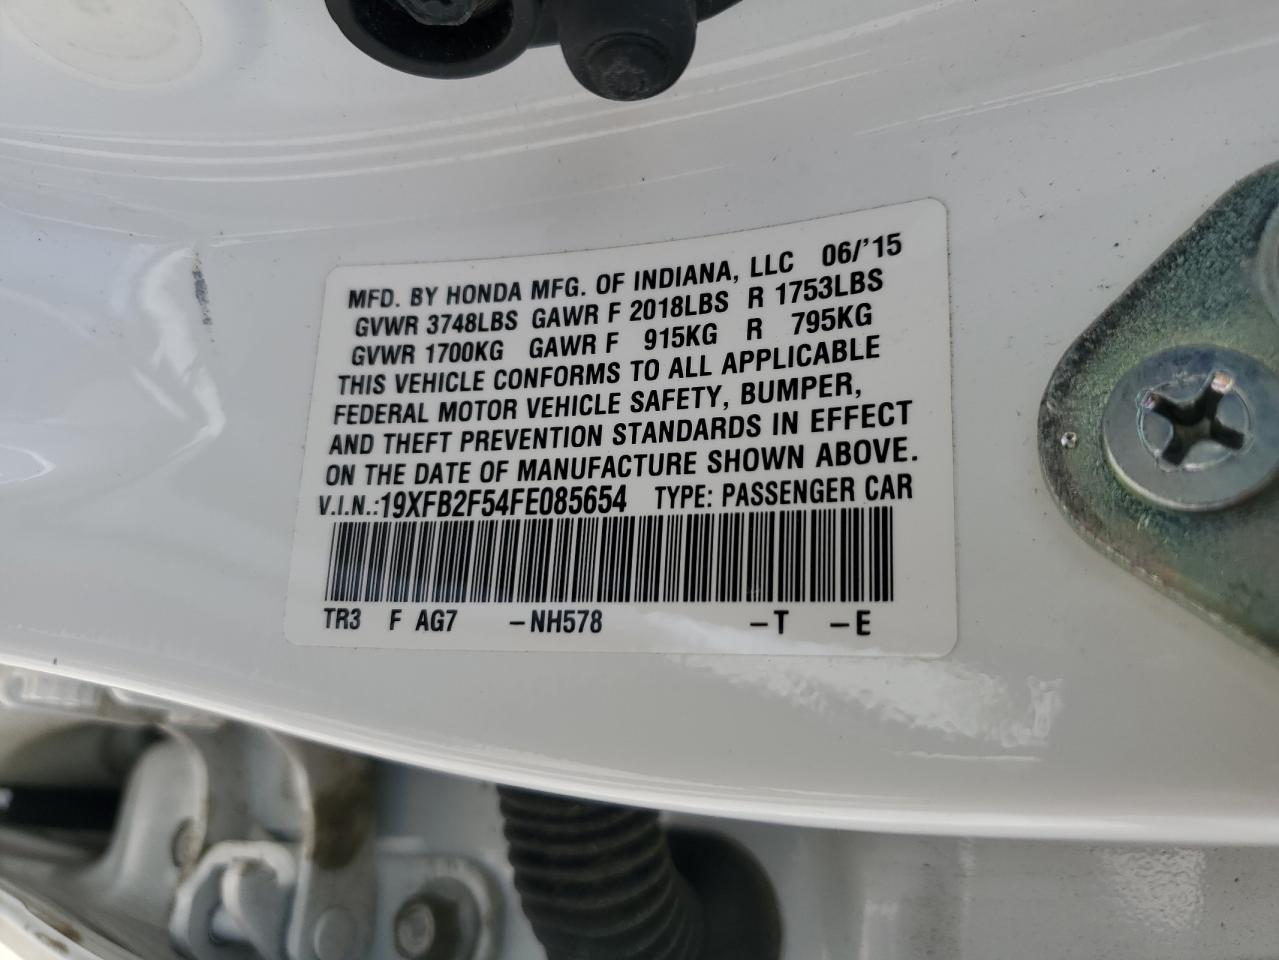 MFD. BY HONDA MFG. OF INDIANA, LLC 06/'15
GVWR 3748LBS GAWR F 2018LBS R 1753LBS
GVWR 1700KG GAWR F 915KG R 795KG
THIS VEHICLE CONFORMS TO ALL APPLICABLE
FEDERAL MOTOR VEHICLE SAFETY, BUMPER,
AND THEFT PREVENTION STANDARDS IN EFFECT
ON THE DATE OF MANUFACTURE SHOWN ABOVE.
V.I.N.:19XFB2F54FE085654 TYPE: PASSENGER CAR
TR3 F AG7 -NH578 -T -E